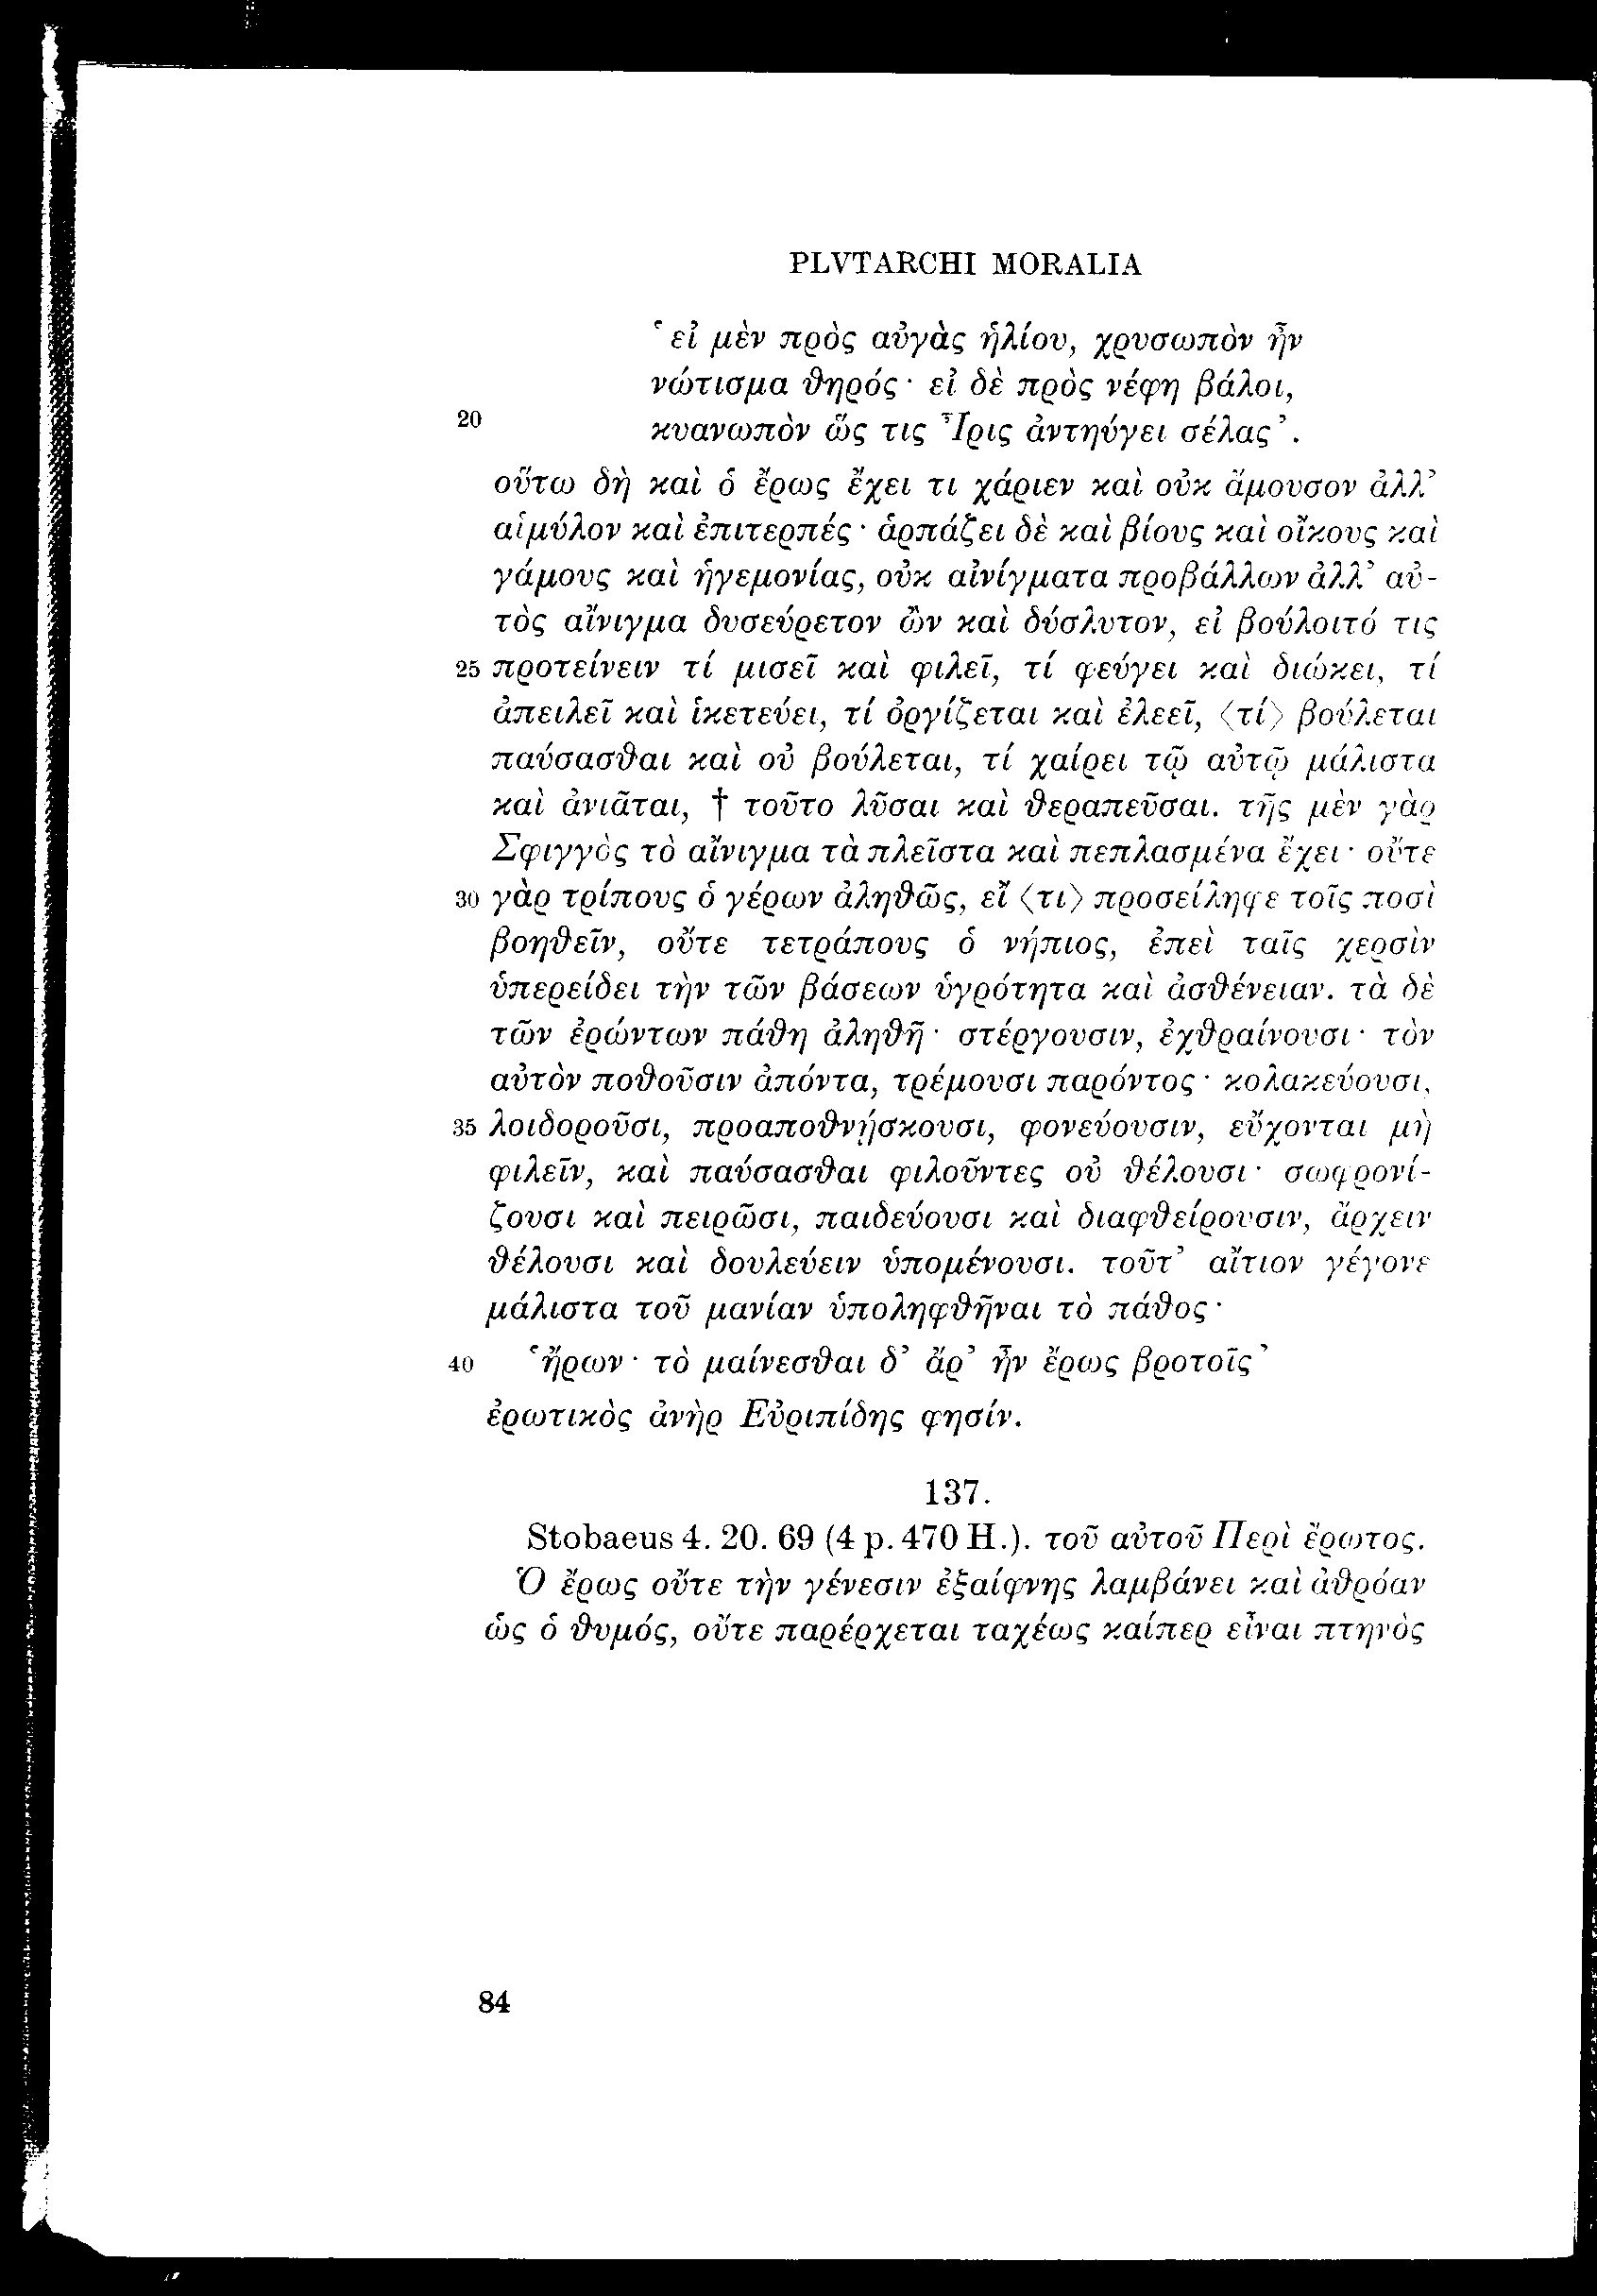 PLVTARCHI MORALIA
‘εἰ μὲν πρὸς αὐγὰς ἡλίου, χρυσωπὸν ἦν
νώτισμα θηρός· εἰ δὲ πρὸς νέφη βάλοι,
20 κυανωπὸν ὥς τις Ἶρις ἀντηύγει σέλας’.
οὕτω δὴ καὶ ὁ ἔρως ἔχει τι χάριεν καὶ οὐκ ἄμουσον ἀλλ’
αἱμύλον καὶ ἐπιτερπές· ἁρπάζει δὲ καὶ βίους καὶ οἴκους καὶ
γάμους καὶ ἡγεμονίας, οὐκ αἰνίγματα προβάλλων ἀλλ’ αὐ-
τὸς αἴνιγμα δυσεύρετον ὢν καὶ δύσλυτον, εἰ βούλοιτό τις
25 προτείνειν τί μισεῖ καὶ φιλεῖ, τί φεύγει καὶ διώκει, τί
ἀπειλεῖ καὶ ἱκετεύει, τί ὀργίζεται καὶ ἐλεεῖ, 〈τί〉 βούλεται
παύσασθαι καὶ οὐ βούλεται, τί χαίρει τῷ αὐτῷ μάλιστα
καὶ ἀνιᾶται, † τοῦτο λῦσαι καὶ θεραπεῦσαι. τῆς μὲν γὰρ
Σφιγγὸς τὸ αἴνιγμα τὰ πλεῖστα καὶ πεπλασμένα ἔχει· οὔτε
30 γὰρ τρίπους ὁ γέρων ἀληθῶς, εἴ 〈τι〉 προσείληφε τοῖς ποσὶ
βοηθεῖν, οὔτε τετράπους ὁ νήπιος, ἐπεὶ ταῖς χερσὶν
ὑπερείδει τὴν τῶν βάσεων ὑγρότητα καὶ ἀσθένειαν. τὰ δὲ
τῶν ἐρώντων πάθη ἀληθῆ· στέργουσιν, ἐχθραίνουσι· τὸν
αὐτὸν ποθοῦσιν ἀπόντα, τρέμουσι παρόντος· κολακεύουσι,
35 λοιδοροῦσι, προαποθνήσκουσι, φονεύουσιν, εὔχονται μὴ
φιλεῖν, καὶ παύσασθαι φιλοῦντες οὐ θέλουσι· σωφρονί-
ζουσι καὶ πειρῶσι, παιδεύουσι καὶ διαφθείρουσιν, ἄρχειν
θέλουσι καὶ δουλεύειν ὑπομένουσι. τοῦτ’ αἴτιον γέγονε
μάλιστα τοῦ μανίαν ὑποληφθῆναι τὸ πάθος·
40 ‘ἤρων· τὸ μαίνεσθαι δ’ ἄρ’ ἦν ἔρως βροτοῖς’
ἐρωτικὸς ἀνὴρ Εὐριπίδης φησίν.
137.
Stobaeus 4. 20. 69 (4 p. 470 H.). τοῦ αὐτοῦ Περὶ ἔρωτος.
Ὁ ἔρως οὔτε τὴν γένεσιν ἐξαίφνης λαμβάνει καὶ ἀθρόαν
ὡς ὁ θυμός, οὔτε παρέρχεται ταχέως καίπερ εἶναι πτηνὸς
84